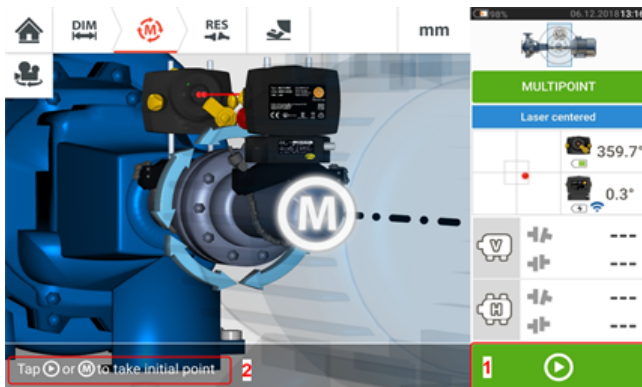 DIM
M
RES
mm
98%
06.12.2018 13:16
MULTIPOINT
Laser centered
359.7°
0.3°
M
V
---
---
H
---
---
Tap or M to take initial point
2
1